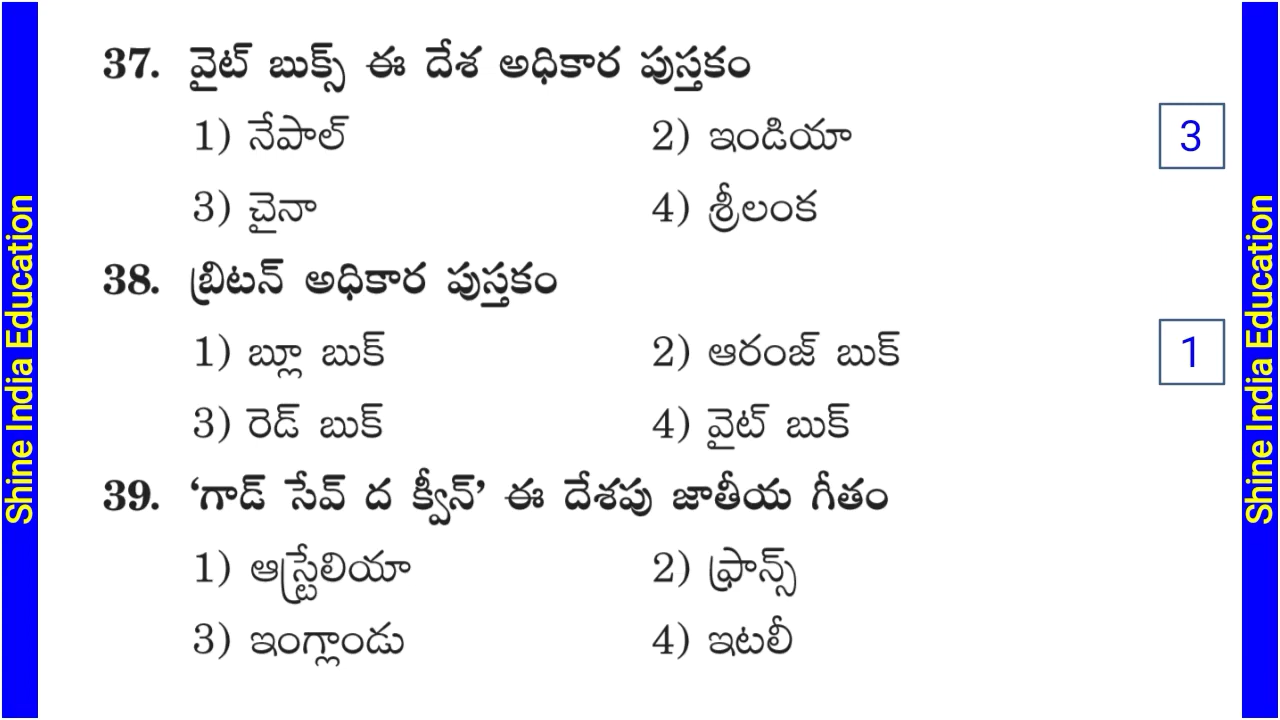 Shine India Education
37. వైట్ బుక్స్ ఈ దేశ అధికార పుస్తకం
1) నేపాల్ 2) ఇండియా
3
3) చైనా 4) శ్రీలంక
38. బ్రిటన్ అధికార పుస్తకం
1) బ్లూ బుక్ 2) ఆరంజ్ బుక్
1
3) రెడ్ బుక్ 4) వైట్ బుక్
39. ‘గాడ్ సేవ్ ద క్వీన్’ ఈ దేశపు జాతీయ గీతం
1) ఆస్ట్రేలియా 2) ఫ్రాన్స్
3) ఇంగ్లాండు 4) ఇటలీ
Shine India Education